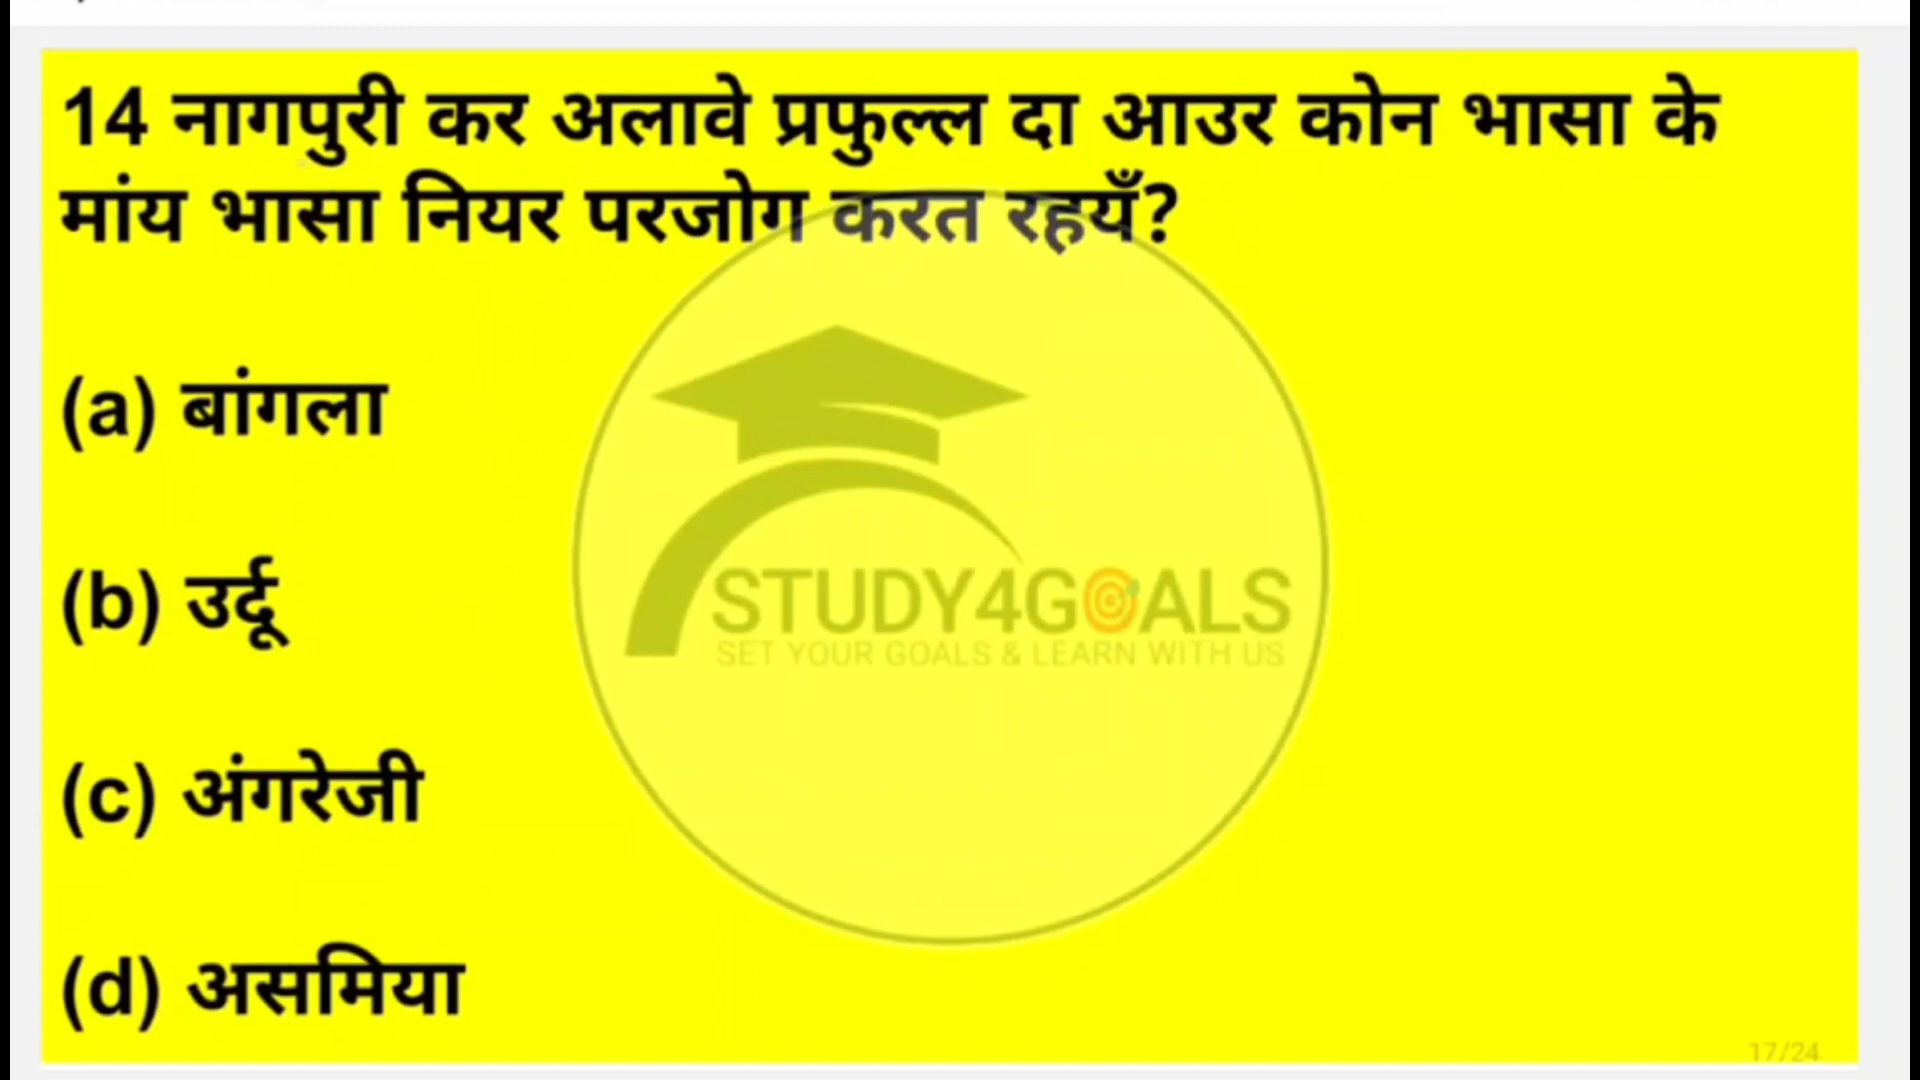 14 नागपुरी कर अलावे प्रफुल्ल दा आउर कोन भासा के
मांय भासा नियर परजोग करत रहयँ?
(a) बांगला
(b) उर्दू
STUDY4GOALS
SET YOUR GOALS & LEARN WITH US
(c) अंगरेजी
(d) असमिया
17/24